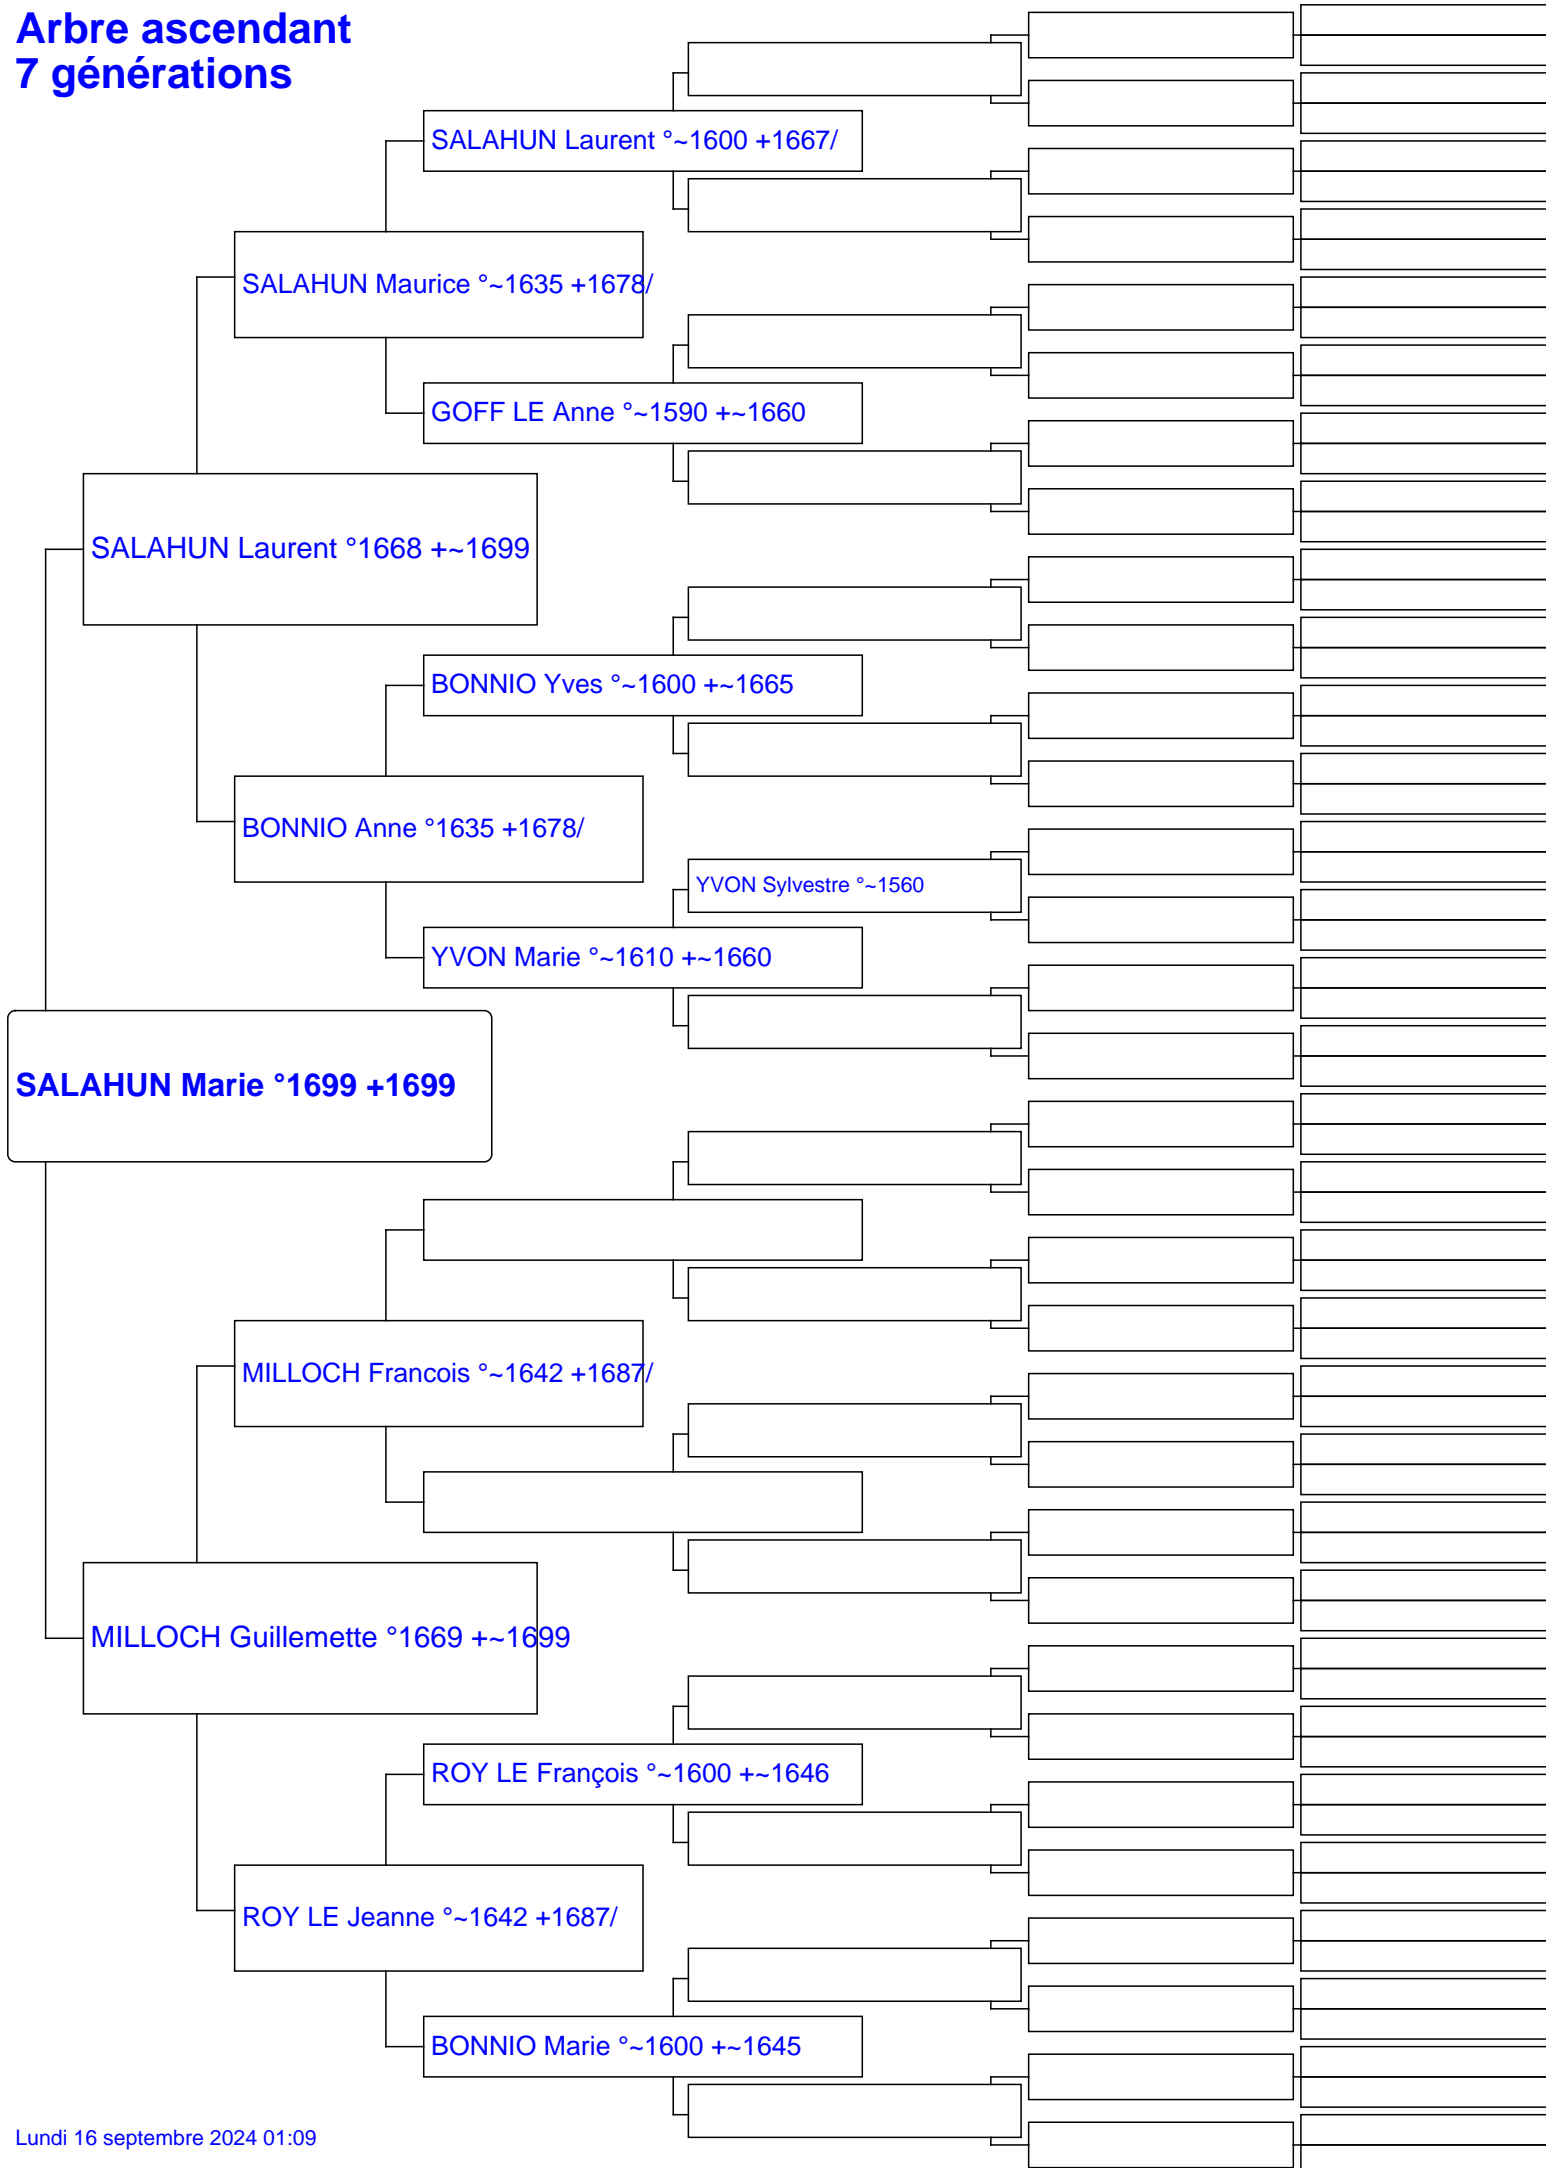 Arbre ascendant
7 générations
SALAHUN Laurent °~1600 +1667/
SALAHUN Maurice °~1635 +1678/
GOFF LE Anne °~1590 +~1660
SALAHUN Laurent °1668 +~1699
BONNIO Yves °~1600 +~1665
BONNIO Anne °1635 +1678/
YVON Sylvestre °~1560
YVON Marie °~1610 +~1660
SALAHUN Marie °1699 +1699
MILLOCH Francois °~1642 +1687/
MILLOCH Guillemette °1669 +~1699
ROY LE François °~1600 +~1646
ROY LE Jeanne °~1642 +1687/
BONNIO Marie °~1600 +~1645
Lundi 16 septembre 2024 01:09